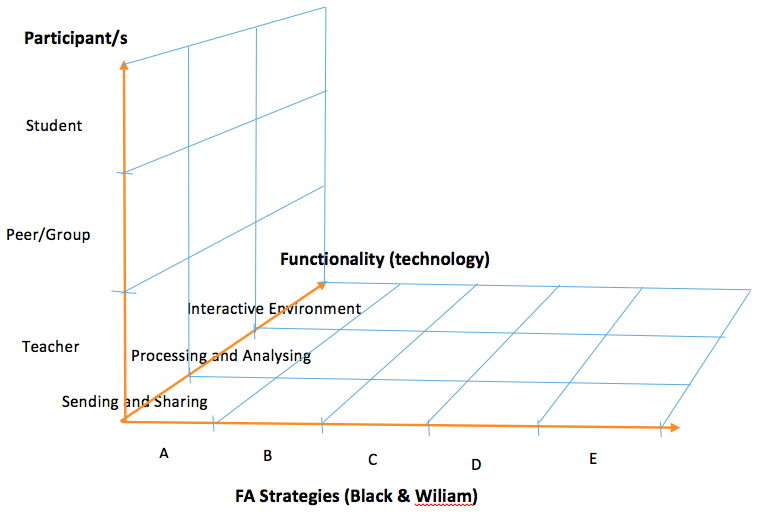 Participant/s
Student
Peer/Group
Functionality (technology)
Interactive Environment
Teacher
Processing and Analysing
Sending and Sharing
A
B
C
D
E
FA Strategies (Black & Wiliam)